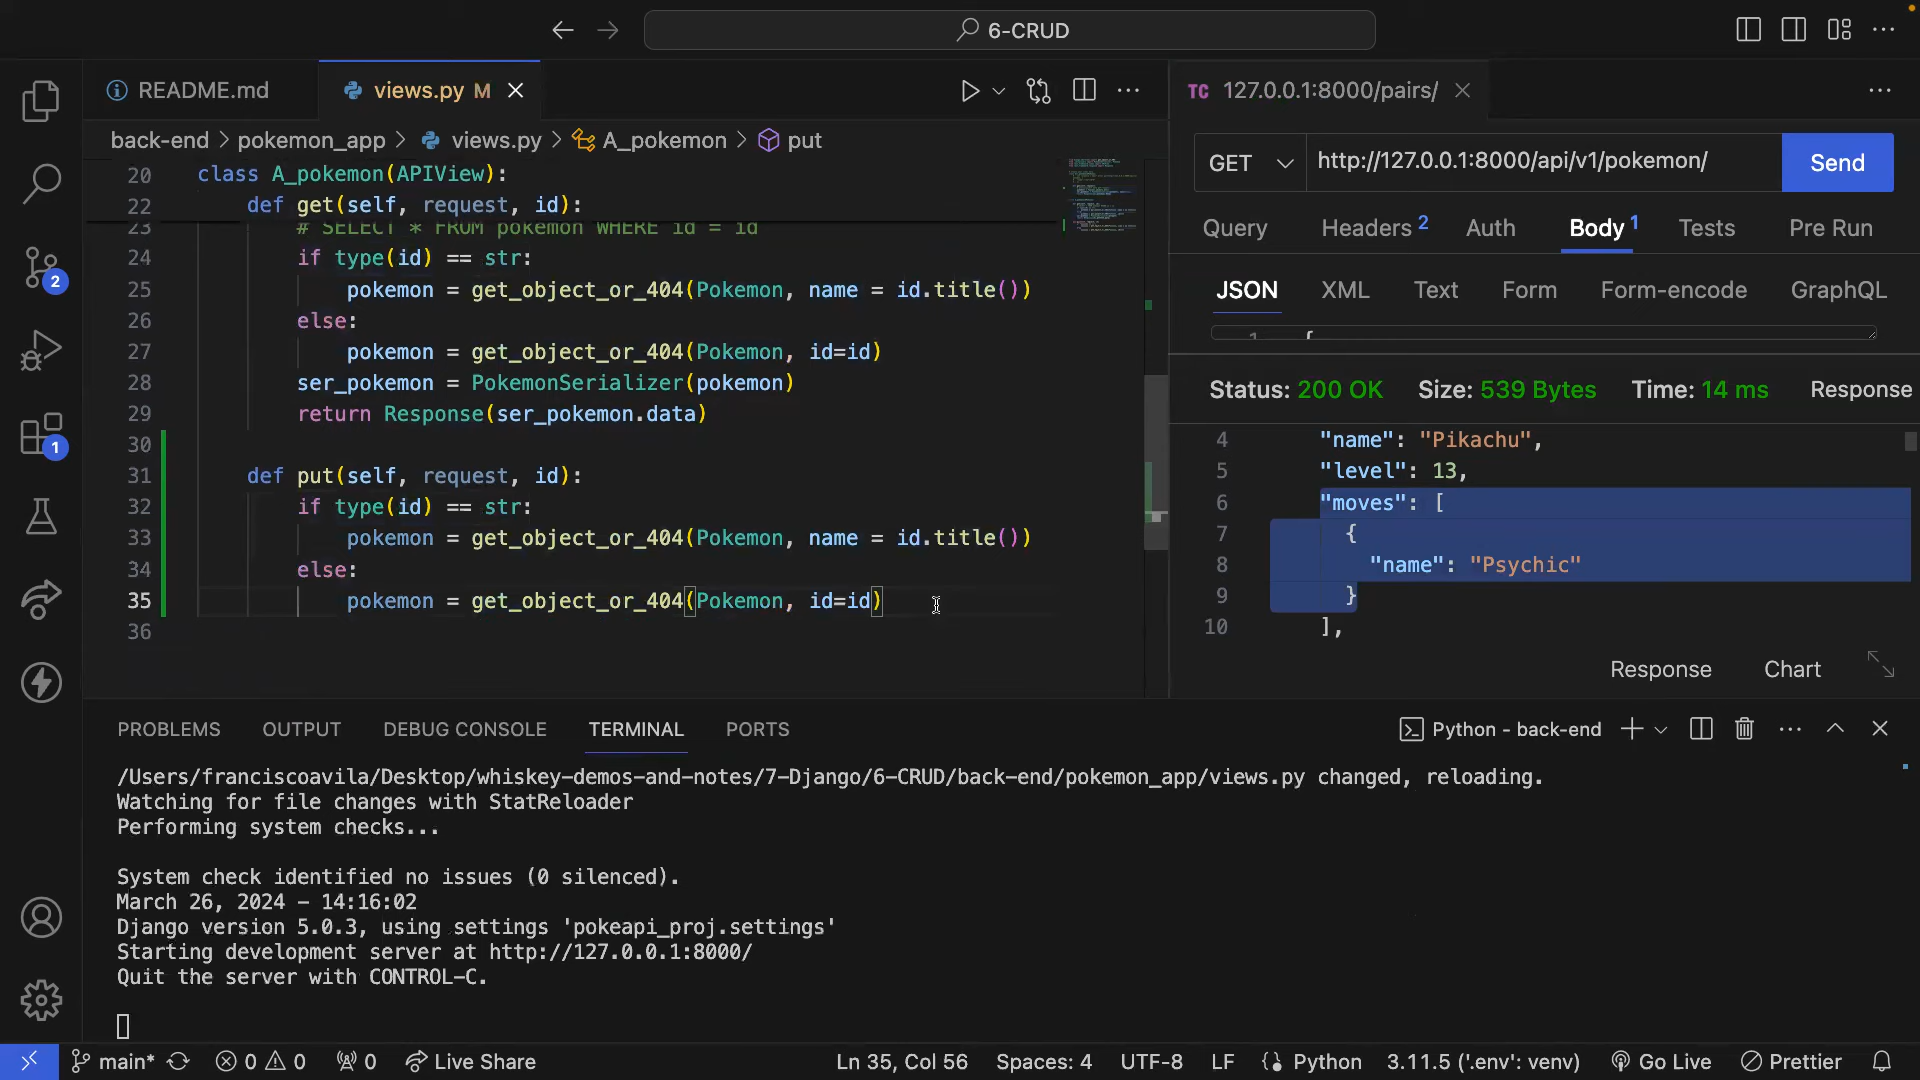 6-CRUD
README.md
views.py M
127.0.0.1:8000/pairs/
back-end > pokemon_app > views.py > A_pokemon > put
20 class A_pokemon(APIView):
22 def get(self, request, id):
23 # SELECT * FROM pokemon WHERE id = id
24 if type(id) == str:
25 pokemon = get_object_or_404(Pokemon, name = id.title())
26 else:
27 pokemon = get_object_or_404(Pokemon, id=id)
28 ser_pokemon = PokemonSerializer(pokemon)
29 return Response(ser_pokemon.data)
30
31 def put(self, request, id):
32 if type(id) == str:
33 pokemon = get_object_or_404(Pokemon, name = id.title())
34 else:
35 pokemon = get_object_or_404(Pokemon, id=id)
36
GET http://127.0.0.1:8000/api/v1/pokemon/ Send
Query Headers 2 Auth Body 1 Tests Pre Run
JSON XML Text Form Form-encode GraphQL
1 {
Status: 200 OK Size: 539 Bytes Time: 14 ms Response
4 "name": "Pikachu",
5 "level": 13,
6 "moves": [
7 {
8 "name": "Psychic"
9 }
10 ],
Response Chart
2
1
PROBLEMS OUTPUT DEBUG CONSOLE TERMINAL PORTS
Python - back-end
/Users/franciscoavila/Desktop/whiskey-demos-and-notes/7-Django/6-CRUD/back-end/pokemon_app/views.py changed, reloading.
Watching for file changes with StatReloader
Performing system checks...
System check identified no issues (0 silenced).
March 26, 2024 - 14:16:02
Django version 5.0.3, using settings 'pokeapi_proj.settings'
Starting development server at http://127.0.0.1:8000/
Quit the server with CONTROL-C.
main* 0 0 0 Live Share Ln 35, Col 56 Spaces: 4 UTF-8 LF Python 3.11.5 ('.env': venv) Go Live Prettier